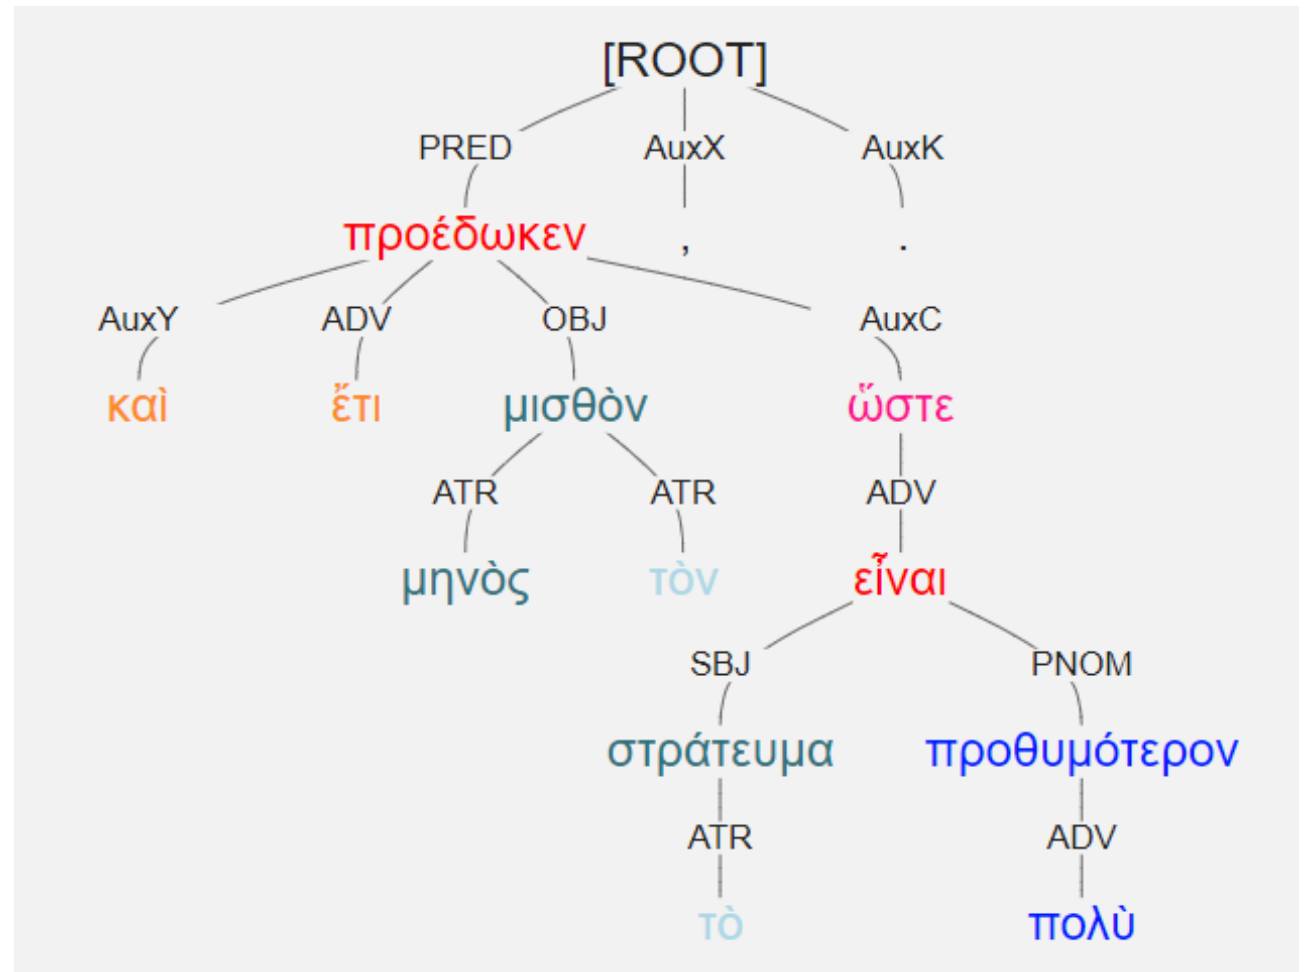 [ROOT]
PRED AuxX AuxK
προέδωκεν , .
AuxY ADV OBJ AuxC
καὶ ἔτι μισθὸν ὥστε
ATR ATR ADV
μηνὸς τὸν εἶναι
SBJ PNOM
στράτευμα προθυμότερον
ATR ADV
τὸ πολὺ